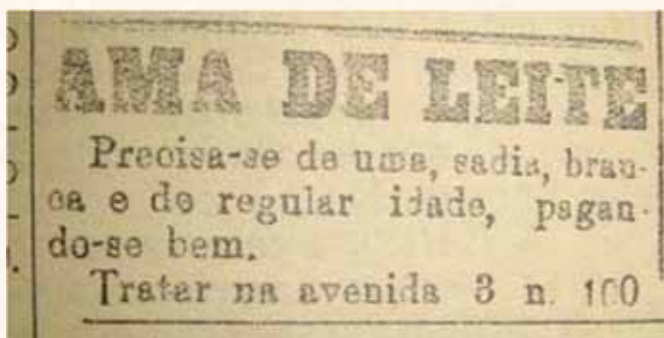 AMA DE LEITE
Precisa-se de uma, sadia, bran-
ca e de regular idade, pagan-
do-se bem.
Tratar na avenida 3 n. 100